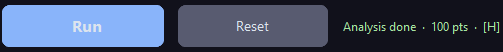 Run
Reset
Analysis done · 100 pts · [H]